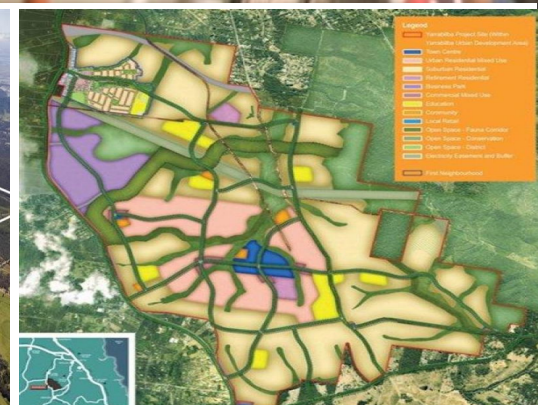 Legend
Yarrabilba Project Site (Within
Yarrabilba Urban Development Area)
Town Centre
Urban Residential Mixed Use
Suburban Residential
Retirement Residential
Business Park
Commercial Mixed Use
Education
Community
Local Retail
Open Space - Fauna Corridor
Open Space - Conservation
Open Space - District
Electricity Easement and Buffer
First Neighbourhood